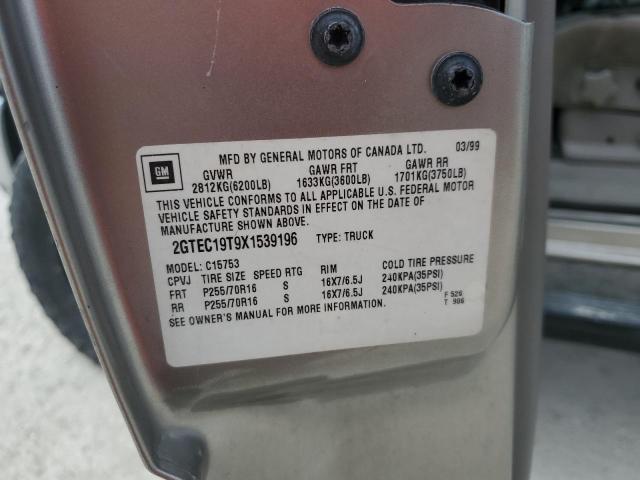 MFD BY GENERAL MOTORS OF CANADA LTD. 03/99
GM
GVWR GAWR FRT GAWR RR
2812KG(6200LB) 1633KG(3600LB) 1701KG(3750LB)
THIS VEHICLE CONFORMS TO ALL APPLICABLE U.S. FEDERAL MOTOR
VEHICLE SAFETY STANDARDS IN EFFECT ON THE DATE OF
MANUFACTURE SHOWN ABOVE.
2GTEC19T9X1539196 TYPE: TRUCK
MODEL: C15753
CPVJ TIRE SIZE SPEED RTG RIM COLD TIRE PRESSURE
FRT P255/70R16 S 16X7/6.5J 240KPA(35PSI)
RR P255/70R16 S 16X7/6.5J 240KPA(35PSI)
SEE OWNER'S MANUAL FOR MORE INFORMATION.
F 526
T 906